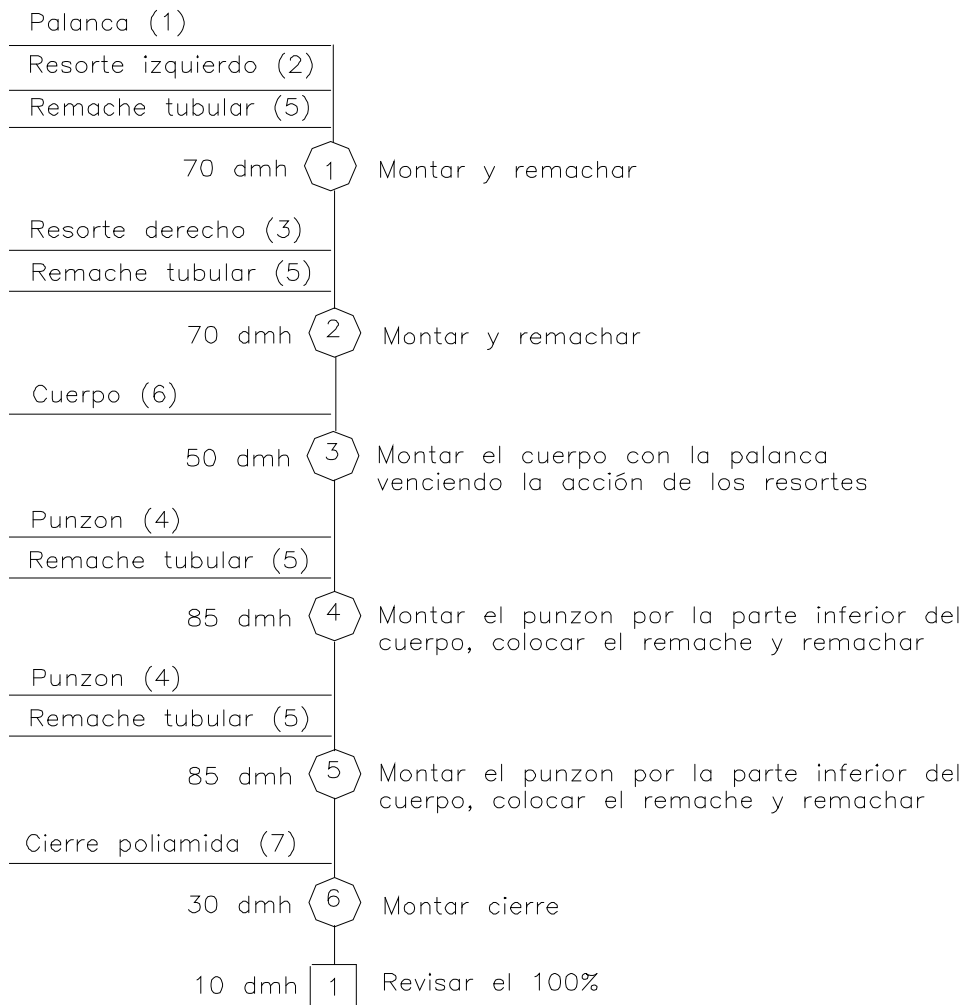 Palanca (1)
Resorte izquierdo (2)
Remache tubular (5)
70 dmh 1 Montar y remachar
Resorte derecho (3)
Remache tubular (5)
70 dmh 2 Montar y remachar
Cuerpo (6)
50 dmh 3 Montar el cuerpo con la palanca
venciendo la acción de los resortes
Punzon (4)
Remache tubular (5)
85 dmh 4 Montar el punzon por la parte inferior del
cuerpo, colocar el remache y remachar
Punzon (4)
Remache tubular (5)
85 dmh 5 Montar el punzon por la parte inferior del
cuerpo, colocar el remache y remachar
Cierre poliamida (7)
30 dmh 6 Montar cierre
10 dmh 1 Revisar el 100%